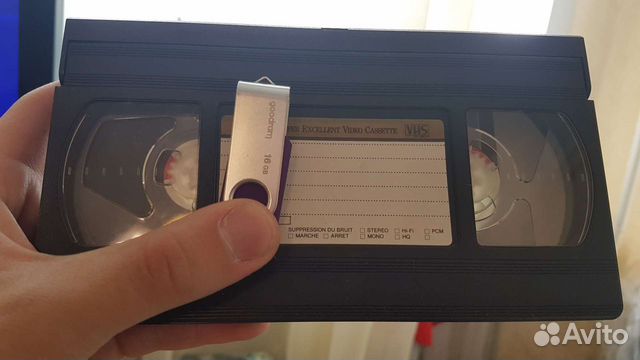 goodram 16 GB
EXCELLENT VIDEO CASSETTE VHS
SUPPRESSION DU BRUIT STEREO Hi-Fi PCM
MARCHE ARRET MONO HQ
Avito